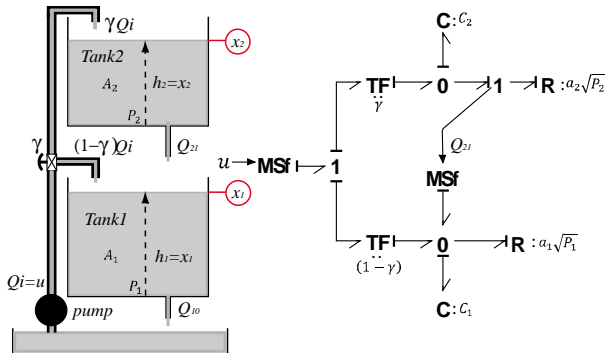 γQi
Tank2
x₂
A₂
h₂=x₂
P₂
Q₂₁
γ
(1-γ)Qi
x₁
Tank1
A₁
h₁=x₁
P₁
Qi=u
pump
Q₁₀
C:C₂
TF
0
1
R:a₂√P₂
γ̈
Q₂₁
u
MSf
1
MSf
TF
0
R:a₁√P₁
(1 − γ)
C:C₁